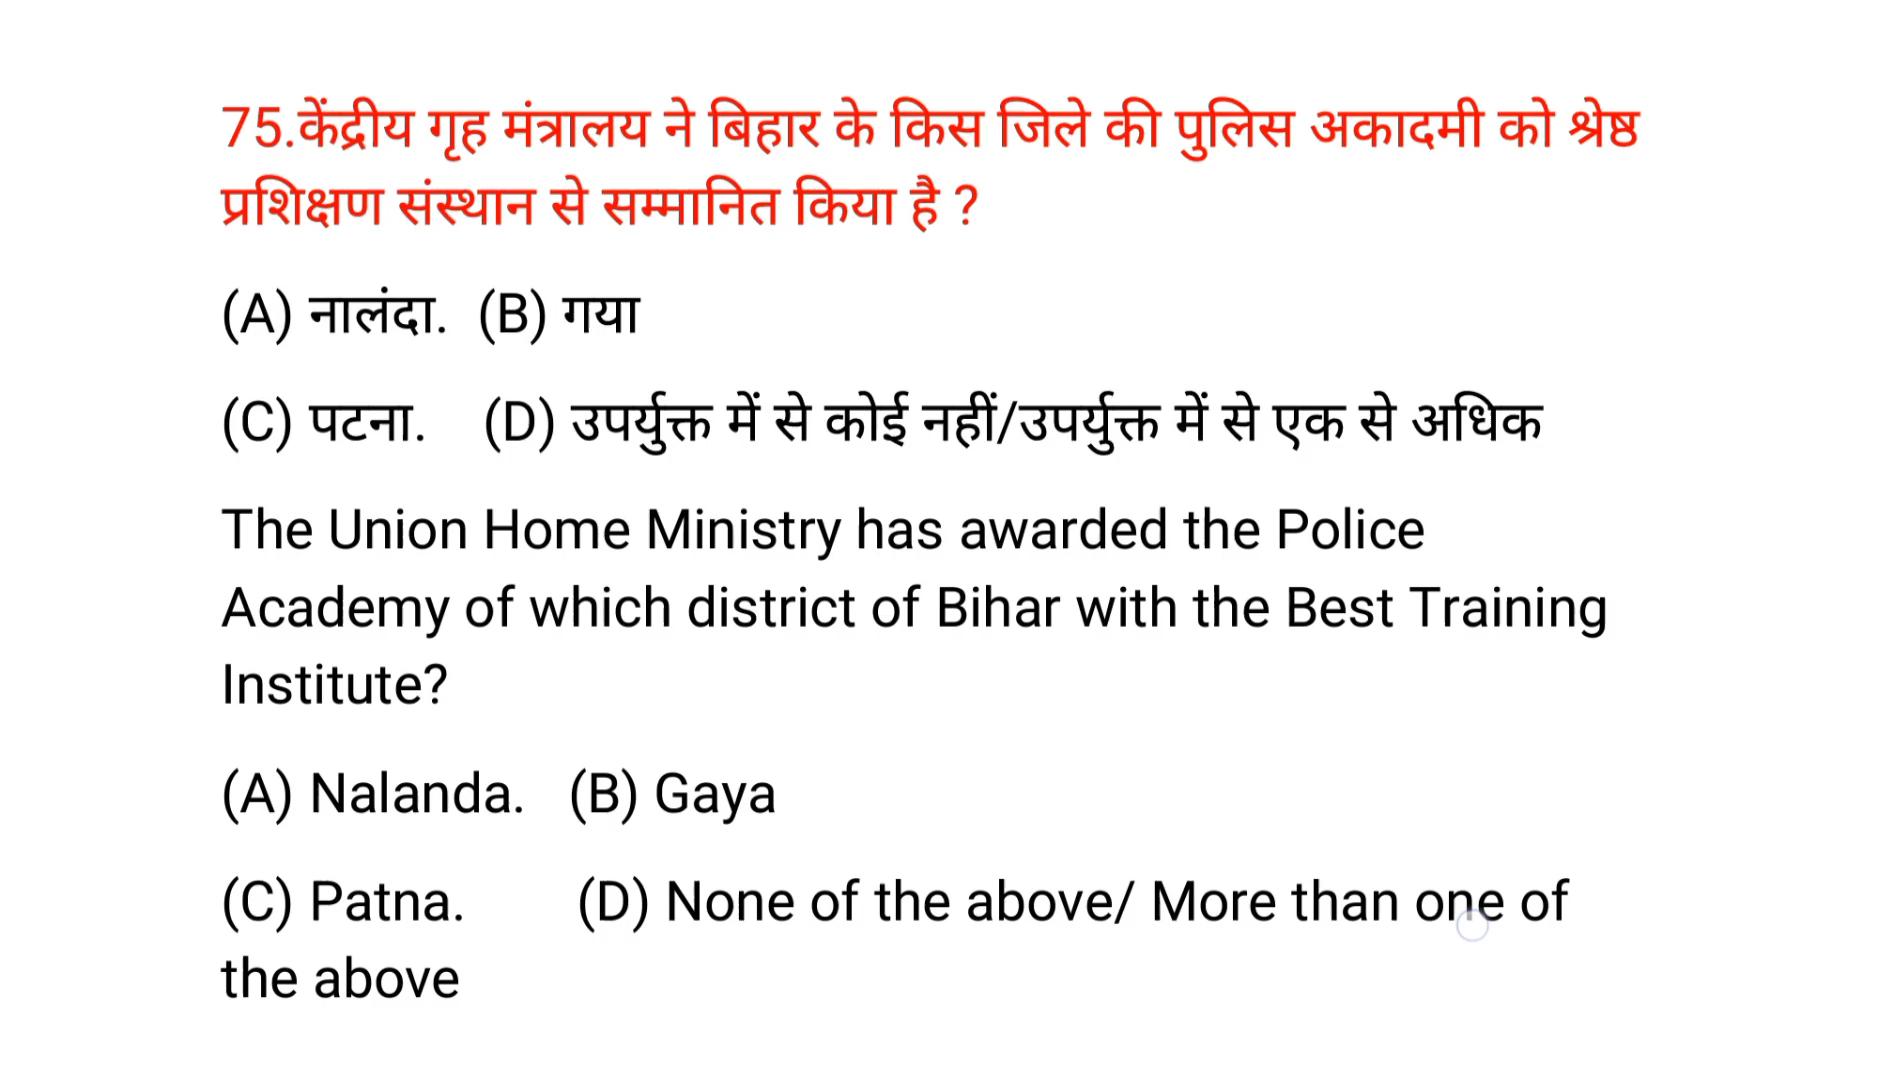 75.केंद्रीय गृह मंत्रालय ने बिहार के किस जिले की पुलिस अकादमी को श्रेष्ठ
प्रशिक्षण संस्थान से सम्मानित किया है ?
(A) नालंदा. (B) गया
(C) पटना. (D) उपर्युक्त में से कोई नहीं/उपर्युक्त में से एक से अधिक
The Union Home Ministry has awarded the Police
Academy of which district of Bihar with the Best Training
Institute?
(A) Nalanda. (B) Gaya
(C) Patna. (D) None of the above/ More than one of
the above